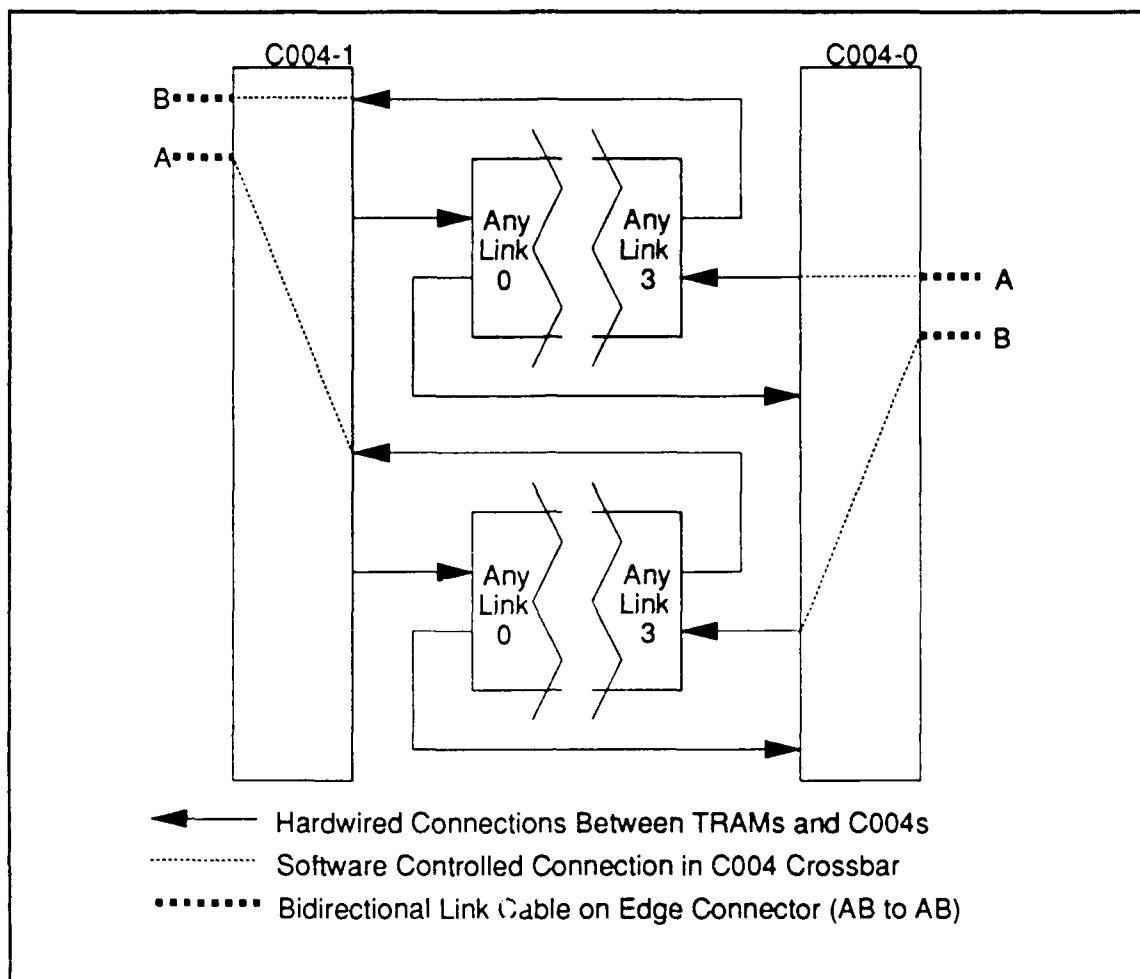 C004-1
C004-0
B
A
Any
Link
0
Any
Link
3
A
B
Any
Link
0
Any
Link
3
Hardwired Connections Between TRAMs and C004s
Software Controlled Connection in C004 Crossbar
Bidirectional Link Cable on Edge Connector (AB to AB)